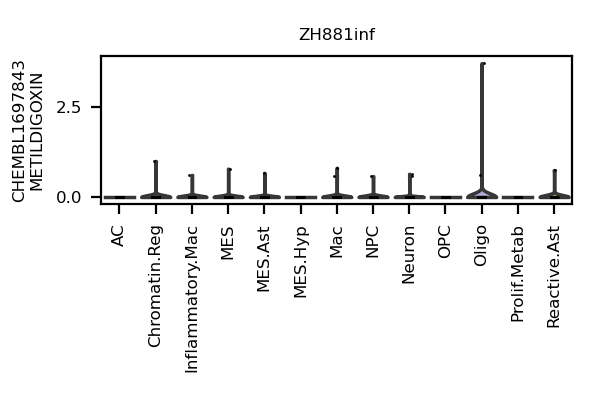 ZH881inf
CHEMBL1697843
METILDIGOXIN
2.5
0.0
AC
Chromatin.Reg
Inflammatory.Mac
MES
MES.Ast
MES.Hyp
Mac
NPC
Neuron
OPC
Oligo
Prolif.Metab
Reactive.Ast